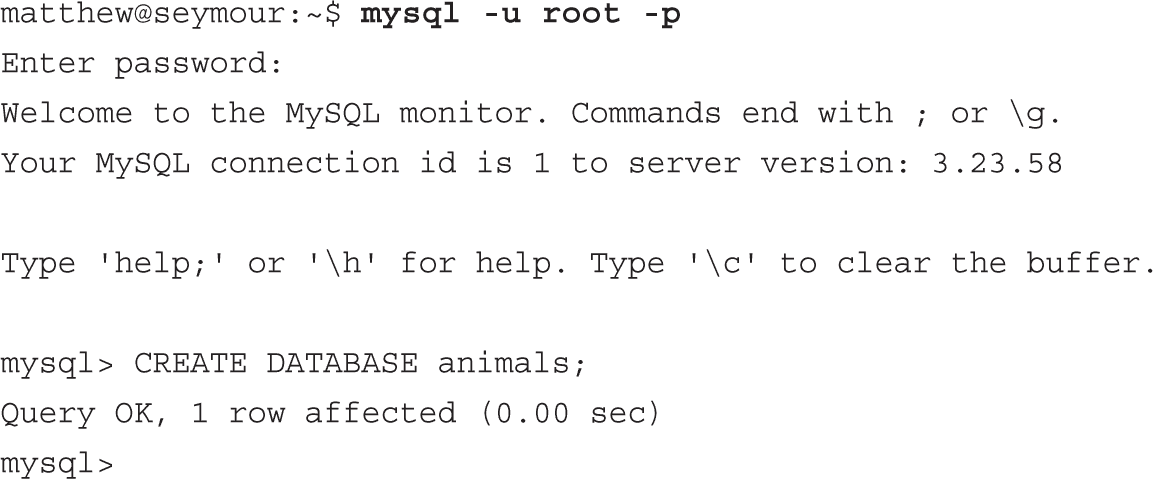 matthew@seymour:~$ mysql -u root -p
Enter password:
Welcome to the MySQL monitor. Commands end with ; or \g.
Your MySQL connection id is 1 to server version: 3.23.58
Type 'help;' or '\h' for help. Type '\c' to clear the buffer.
mysql> CREATE DATABASE animals;
Query OK, 1 row affected (0.00 sec)
mysql>